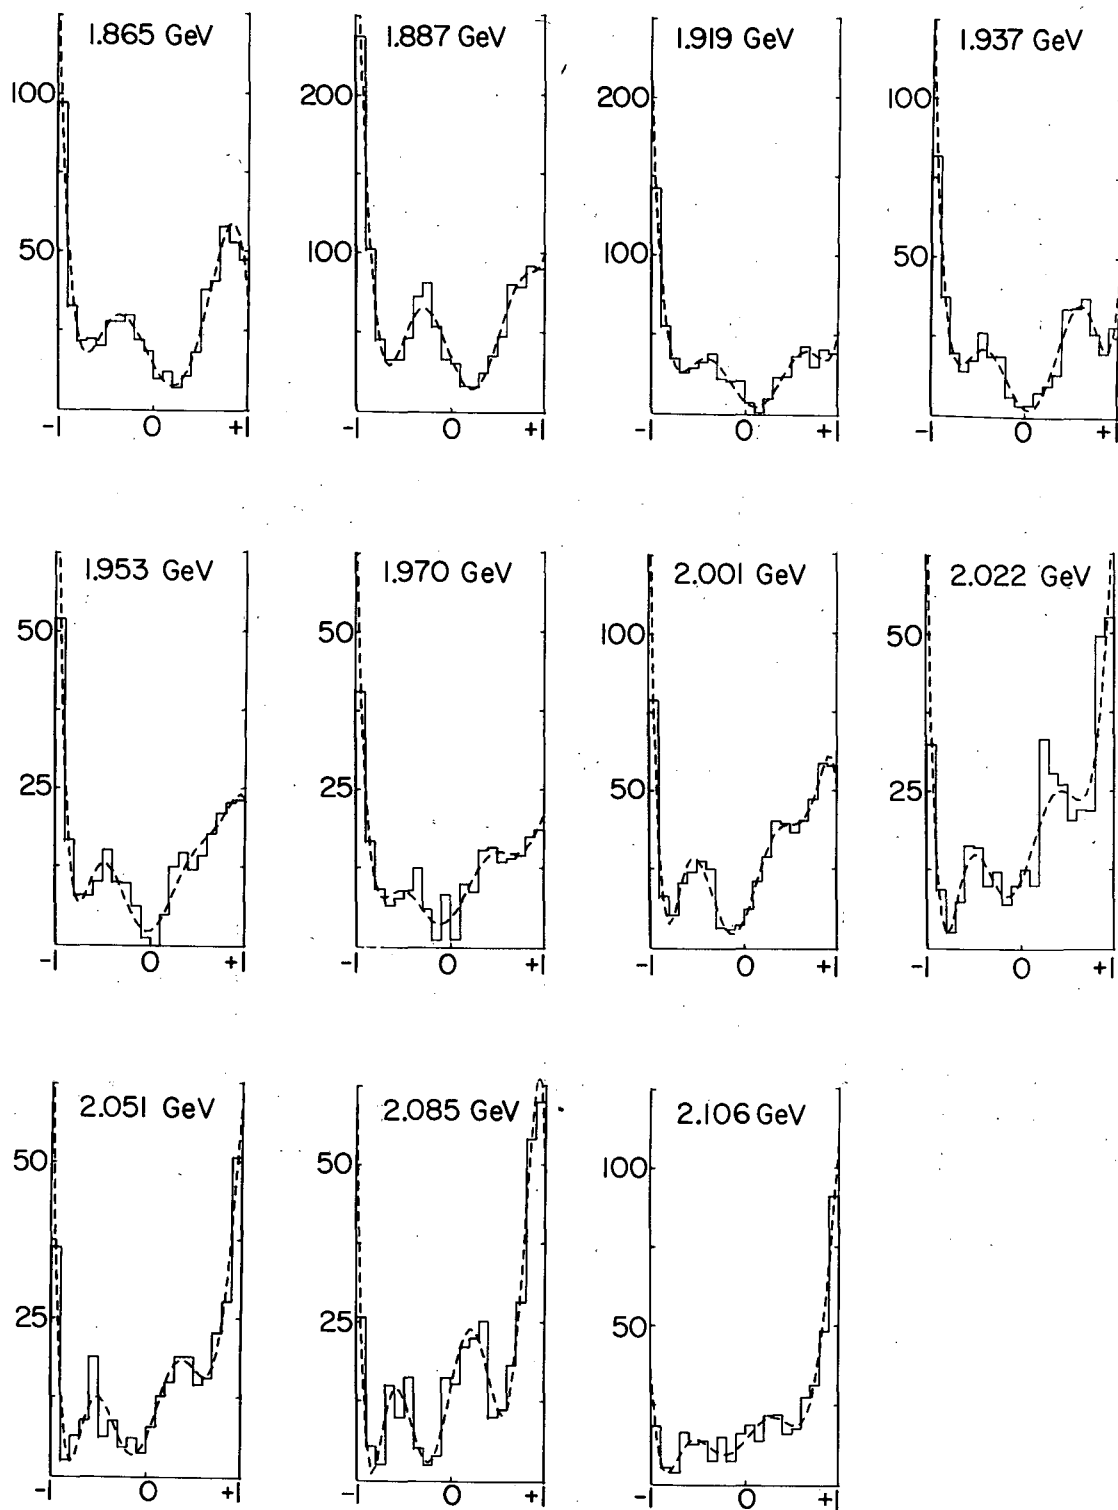 1.865 GeV
100
50
-1 0 +1
1.887 GeV
200
100
-1 0 +1
1.919 GeV
200
100
-1 0 +1
1.937 GeV
100
50
-1 0 +1
1.953 GeV
50
25
-1 0 +1
1.970 GeV
50
25
-1 0 +1
2.001 GeV
100
50
-1 0 +1
2.022 GeV
50
25
-1 0 +1
2.051 GeV
50
25
-1 0 +1
2.085 GeV
50
25
-1 0 +1
2.106 GeV
100
50
-1 0 +1